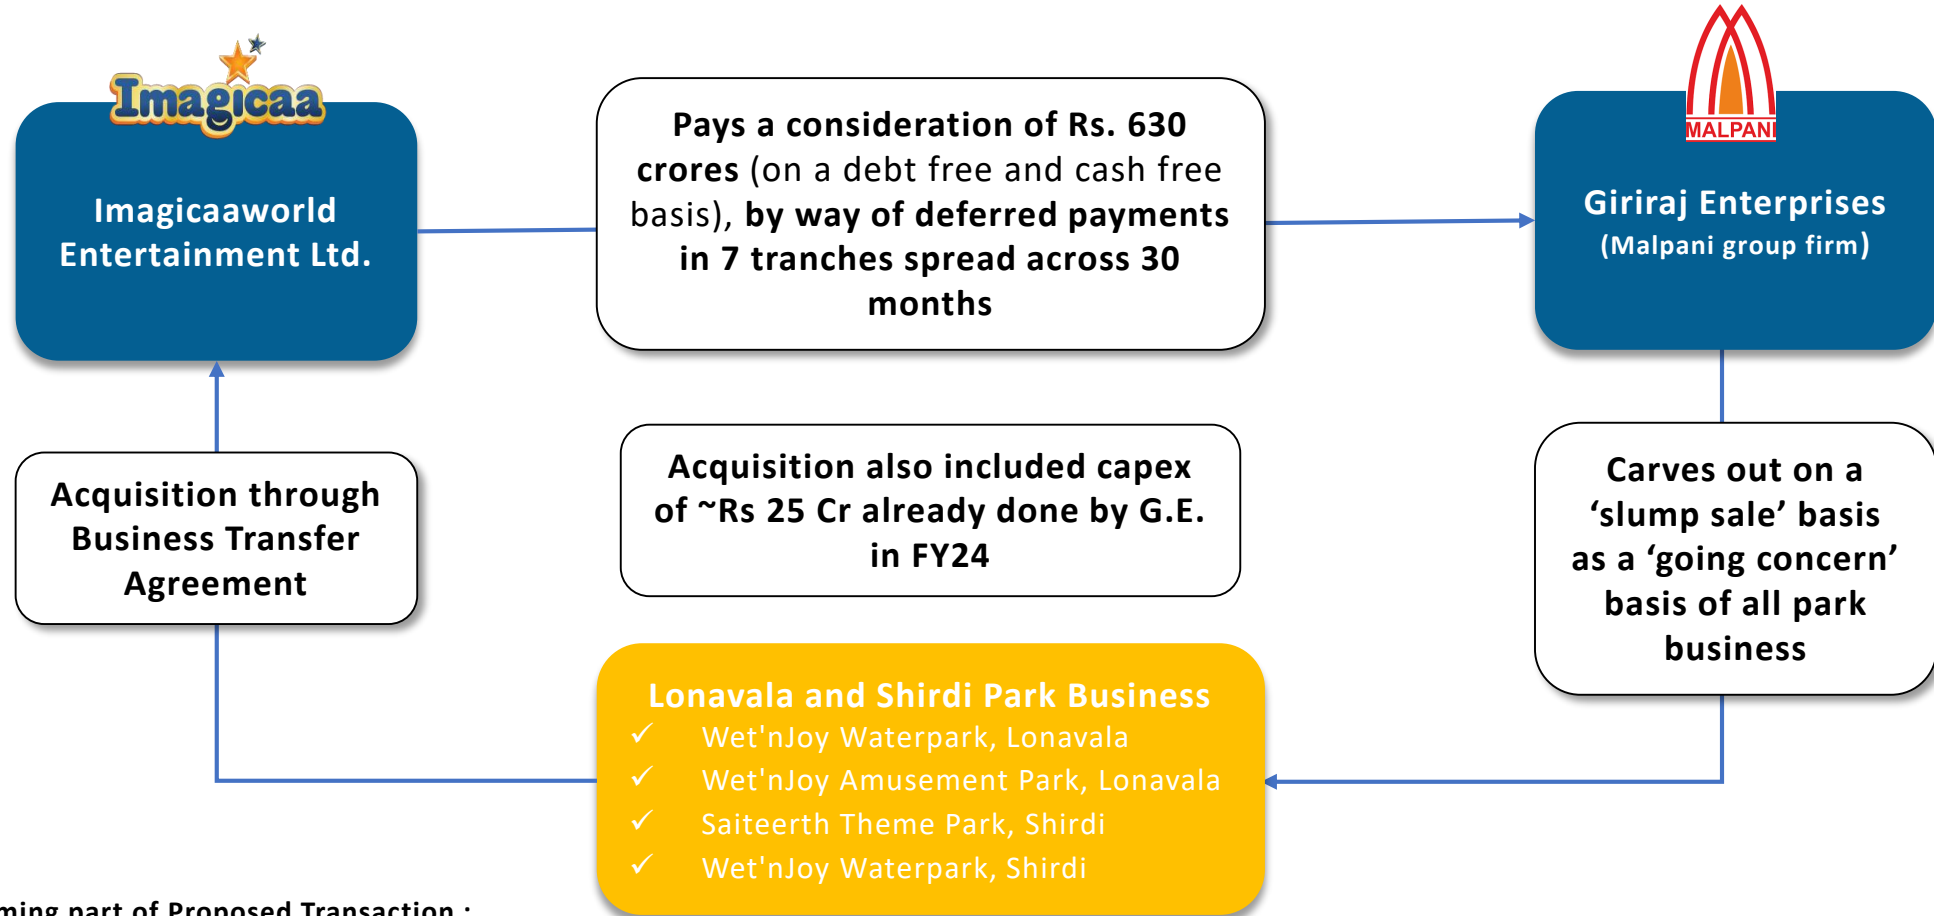 Imagicaa
Imagicaaworld
Entertainment Ltd.
Pays a consideration of Rs. 630
crores (on a debt free and cash free
basis), by way of deferred payments
in 7 tranches spread across 30
months
MALPANI
Giriraj Enterprises
(Malpani group firm)
Acquisition through
Business Transfer
Agreement
Acquisition also included capex
of ~Rs 25 Cr already done by G.E.
in FY24
Carves out on a
‘slump sale’ basis
as a ‘going concern’
basis of all park
business
Lonavala and Shirdi Park Business
✓ Wet'nJoy Waterpark, Lonavala
✓ Wet'nJoy Amusement Park, Lonavala
✓ Saiteerth Theme Park, Shirdi
✓ Wet'nJoy Waterpark, Shirdi
part of Proposed Transaction :